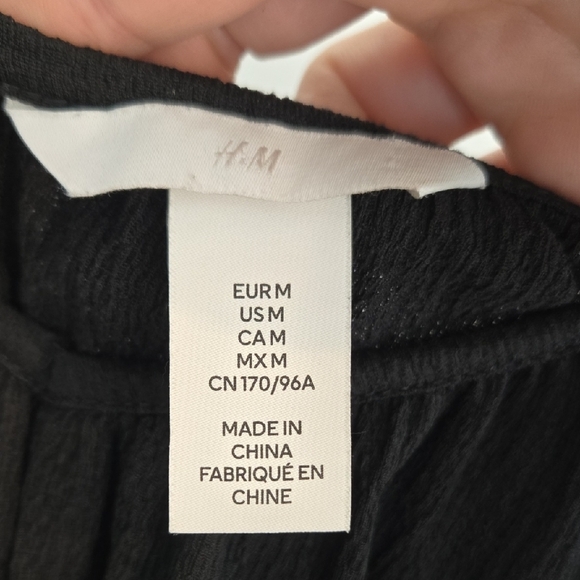 H&M
EUR M
US M
CA M
MX M
CN 170/96A
MADE IN
CHINA
FABRIQUÉ EN
CHINE